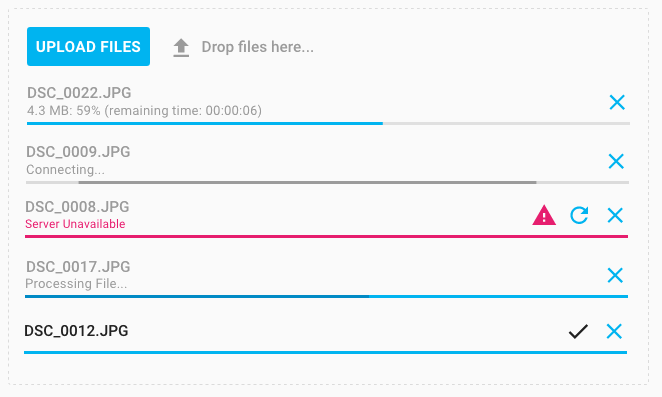 UPLOAD FILES
Drop files here...
DSC_0022.JPG
4.3 MB: 59% (remaining time: 00:00:06)
DSC_0009.JPG
Connecting...
DSC_0008.JPG
Server Unavailable
DSC_0017.JPG
Processing File...
DSC_0012.JPG